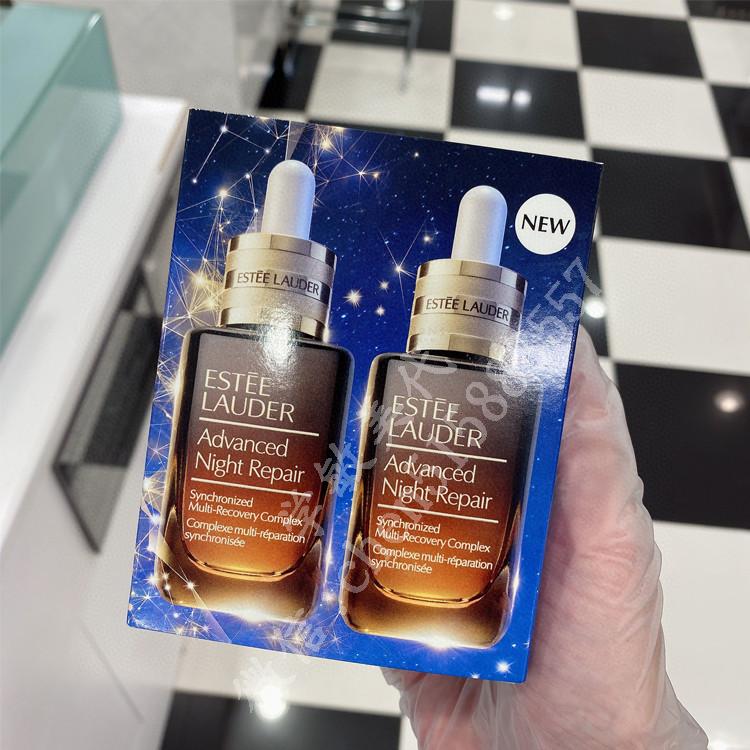 NEW
ESTĒE LAUDER
ESTĒE
LAUDER
Advanced
Night Repair
Synchronized
Multi-Recovery Complex
Complexe multi-réparation
synchronisée
ESTĒE LAUDER
ESTĒE
LAUDER
Advanced
Night Repair
Synchronized
Multi-Recovery Complex
Complexe multi-réparation
synchronisée